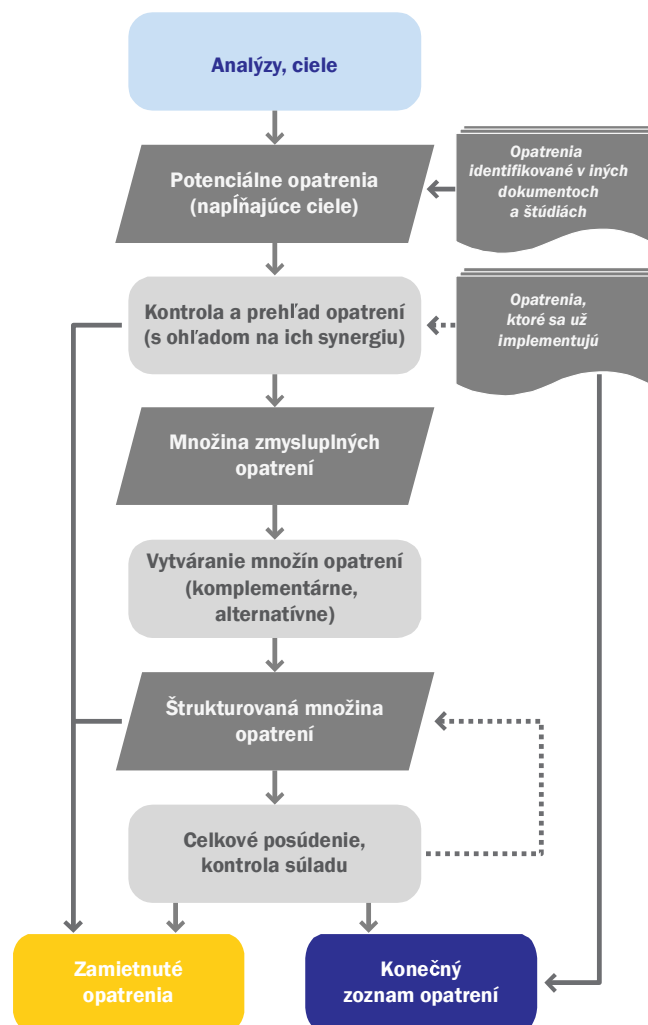 Analýzy, ciele
Potenciálne opatrenia
(napĺňajúce ciele)
Opatrenia
identifikované v iných
dokumentoch
a štúdiách
Kontrola a prehľad opatrení
(s ohľadom na ich synergiu)
Opatrenia,
ktoré sa už
implementujú
Množina zmysluplných
opatrení
Vytváranie množín opatrení
(komplementárne,
alternatívne)
Štrukturovaná množina
opatrení
Celkové posúdenie,
kontrola súladu
Zamietnuté
opatrenia
Konečný
zoznam opatrení